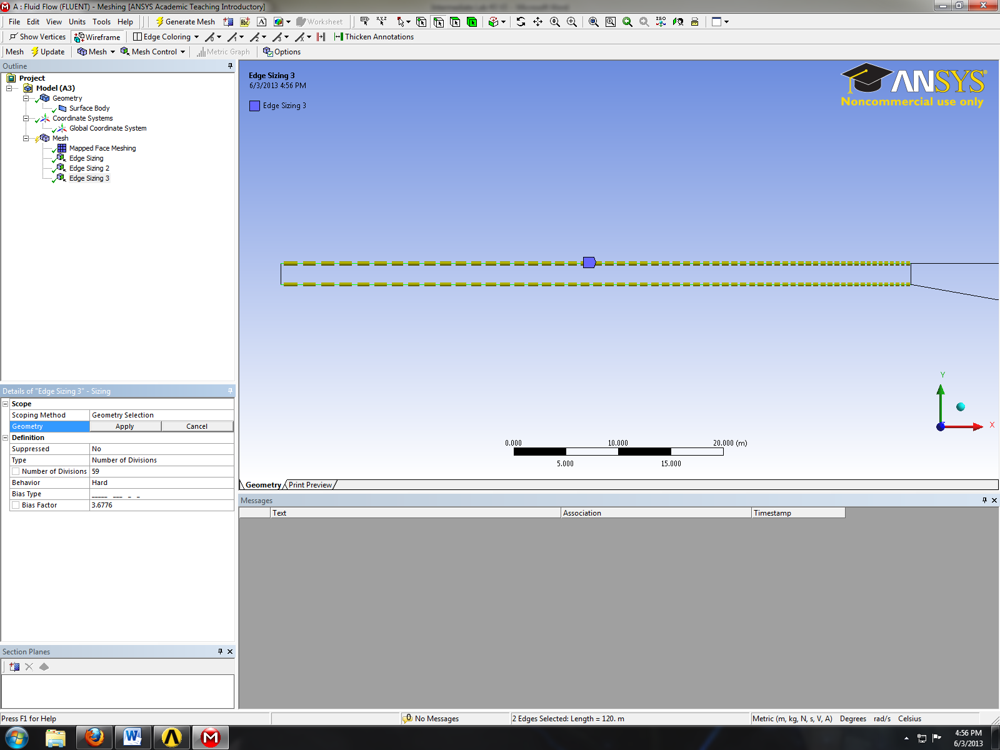 A : Fluid Flow (FLUENT) - Meshing [ANSYS Academic Teaching Introductory]
File Edit View Units Tools Help Generate Mesh Worksheet
Show Vertices Wireframe Edge Coloring Thicken Annotations
Mesh Update Mesh Mesh Control Metric Graph Options
Outline
Project
Model (A3)
Geometry
Surface Body
Coordinate Systems
Global Coordinate System
Mesh
Mapped Face Meshing
Edge Sizing
Edge Sizing 2
Edge Sizing 3
Edge Sizing 3
6/3/2013 4:56 PM
Edge Sizing 3
ANSYS
Noncommercial use only
Y
X
0.000 10.000 20.000 (m)
5.000 15.000
Geometry Print Preview
Details of "Edge Sizing 3" - Sizing
Scope
Scoping Method Geometry Selection
Geometry Apply Cancel
Definition
Suppressed No
Type Number of Divisions
Number of Divisions 59
Behavior Hard
Bias Type
Bias Factor 3.6776
Messages
Text Association Timestamp
Section Planes
Press F1 for Help
0 No Messages
2 Edges Selected: Length = 120. m
Metric (m, kg, N, s, V, A) Degrees rad/s Celsius
4:56 PM
6/3/2013